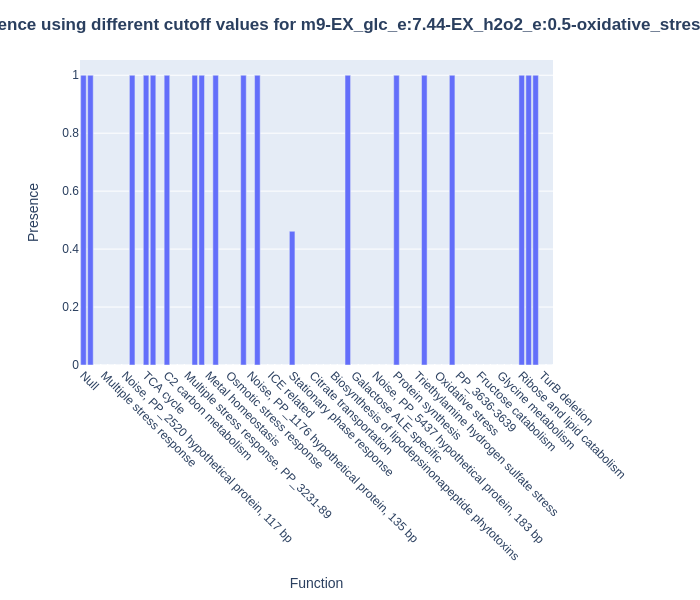 ence using different cutoff values for m9-EX_glc_e:7.44-EX_h2o2_e:0.5-oxidative_stres
1
0.8
0.6
0.4
0.2
0
Presence
Null
Multiple stress response
Noise, PP_2520 hypothetical protein, 117 bp
TCA cycle
C2 carbon metabolism
Multiple stress response, PP_3231-89
Metal homeostasis
Osmotic stress response
Noise, PP_1176 hypothetical protein, 135 bp
ICE related
Stationary phase response
Citrate transportation
Biosynthesis of lipodepsinonapeptide phytotoxins
Galactose ALE specific
Noise, PP_5437 hypothetical protein, 183 bp
Protein synthesis
Triethylamine hydrogen sulfate stress
Oxidative stress
PP_3636-3639
Fructose catabolism
Glycine metabolism
Ribose and lipid catabolism
TurB deletion
Function